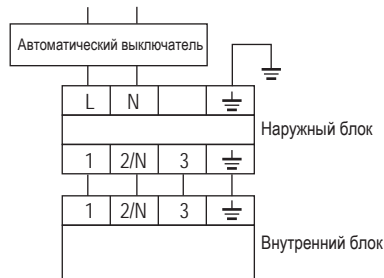 Автоматический выключатель
L N
Наружный блок
1 2/N 3
1 2/N 3
Внутренний блок